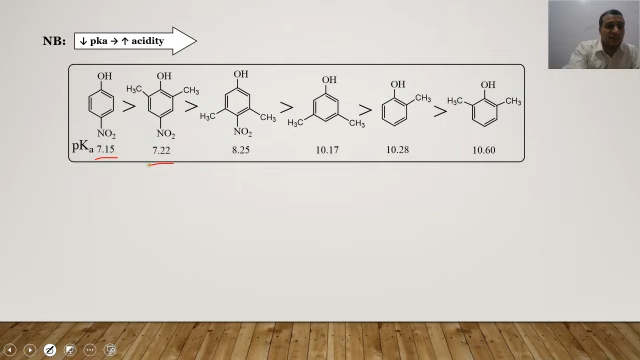 NB: ↓ pka → ↑ acidity
OH OH OH OH OH OH
H₃C CH₃ CH₃ H₃C CH₃
> > > > >
H₃C CH₃ H₃C CH₃
NO₂ NO₂ NO₂
pKa 7.15 7.22 8.25 10.17 10.28 10.60